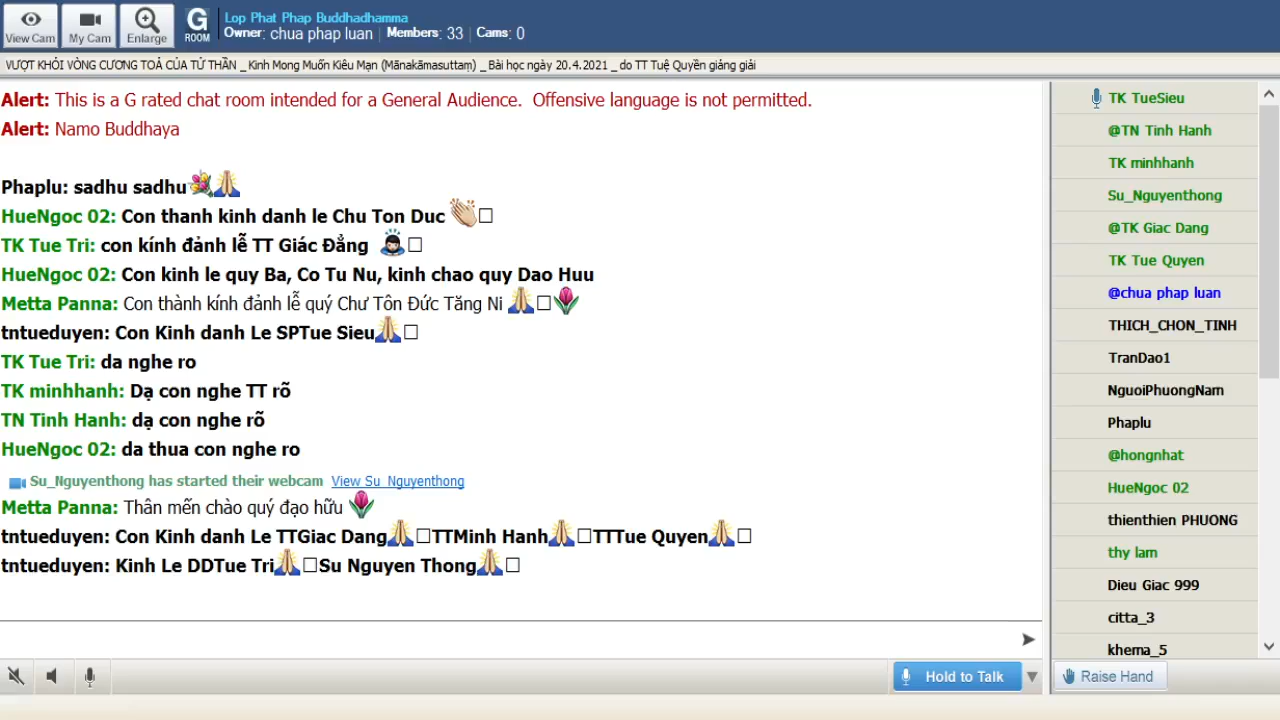 View Cam
My Cam
Enlarge
G ROOM
Lop Phat Phap Buddhadhamma
Owner: chua phap luan | Members: 33 | Cams: 0
VƯỢT KHỎI VÒNG CƯƠNG TOẢ CỦA TỬ THẦN _ Kinh Mong Muốn Kiêu Mạn (Mānakāmasuttaṃ) _ Bài học ngày 20.4.2021 _ do TT Tuệ Quyền giảng giải
Alert: This is a G rated chat room intended for a General Audience. Offensive language is not permitted.
Alert: Namo Buddhaya
Phaplu: sadhu sadhu
HueNgoc 02: Con thanh kinh danh le Chu Ton Duc
TK Tue Tri: con kính đảnh lễ TT Giác Đẳng
HueNgoc 02: Con kinh le quy Ba, Co Tu Nu, kinh chao quy Dao Huu
Metta Panna: Con thành kính đảnh lễ quý Chư Tôn Đức Tăng Ni
tntueduyen: Con Kinh danh Le SPTue Sieu
TK Tue Tri: da nghe ro
TK minhhanh: Dạ con nghe TT rõ
TN Tinh Hanh: dạ con nghe rõ
HueNgoc 02: da thua con nghe ro
Su_Nguyenthong has started their webcam View Su_Nguyenthong
Metta Panna: Thân mến chào quý đạo hữu
tntueduyen: Con Kinh danh Le TTGiac Dang TTMinh Hanh TTTue Quyen
tntueduyen: Kinh Le DDTue Tri Su Nguyen Thong
Hold to Talk
TK TueSieu
@TN Tinh Hanh
TK minhhanh
Su_Nguyenthong
@TK Giac Dang
TK Tue Quyen
@chua phap luan
THICH_CHON_TINH
TranDao1
NguoiPhuongNam
Phaplu
@hongnhat
HueNgoc 02
thienthien PHUONG
thy lam
Dieu Giac 999
citta_3
khema_5
Raise Hand